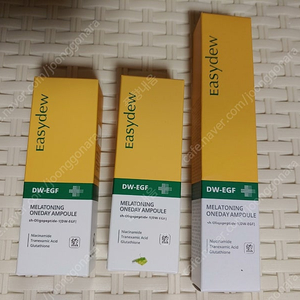 Easydew
DW-EGF
MELATONING
ONEDAY AMPOULE
Niacinamide
Tranexamic Acid
Glutathione
Easydew
DW-EGF
MELATONING
ONEDAY AMPOULE
Niacinamide
Tranexamic Acid
Glutathione
Easydew
DW-EGF
MELATONING
ONEDAY AMPOULE
Niacinamide
Tranexamic Acid
Glutathione